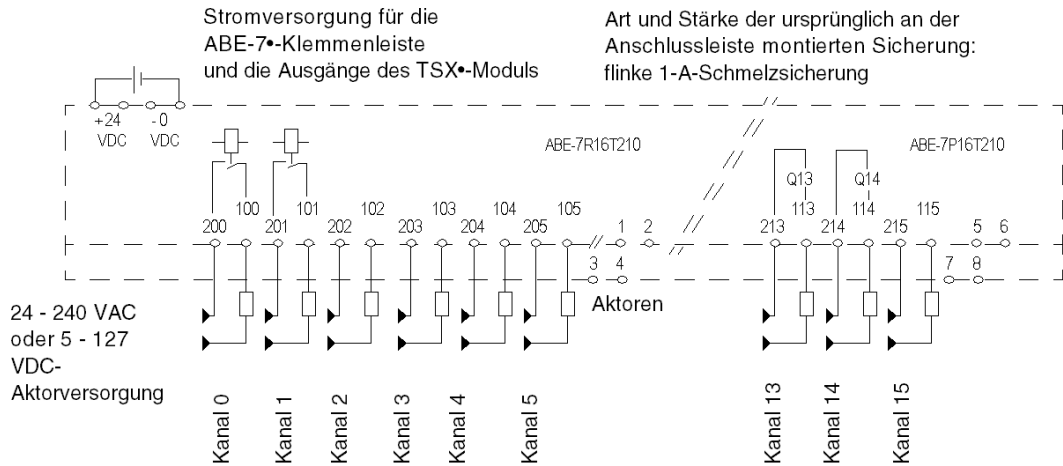 Stromversorgung für die
ABE-7•-Klemmenleiste
und die Ausgänge des TSX•-Moduls
Art und Stärke der ursprünglich an der
Anschlussleiste montierten Sicherung:
flinke 1-A-Schmelzsicherung
+24 -0
VDC VDC
ABE-7R16T210
ABE-7P16T210
Q13 Q14
200 100 201 101 202 102 203 103 204 104 205 105 1 2 213 113 214 114 215 115 5 6
3 4 7 8
Aktoren
24 - 240 VAC
oder 5 - 127
VDC-
Aktorversorgung
Kanal 0
Kanal 1
Kanal 2
Kanal 3
Kanal 4
Kanal 5
Kanal 13
Kanal 14
Kanal 15